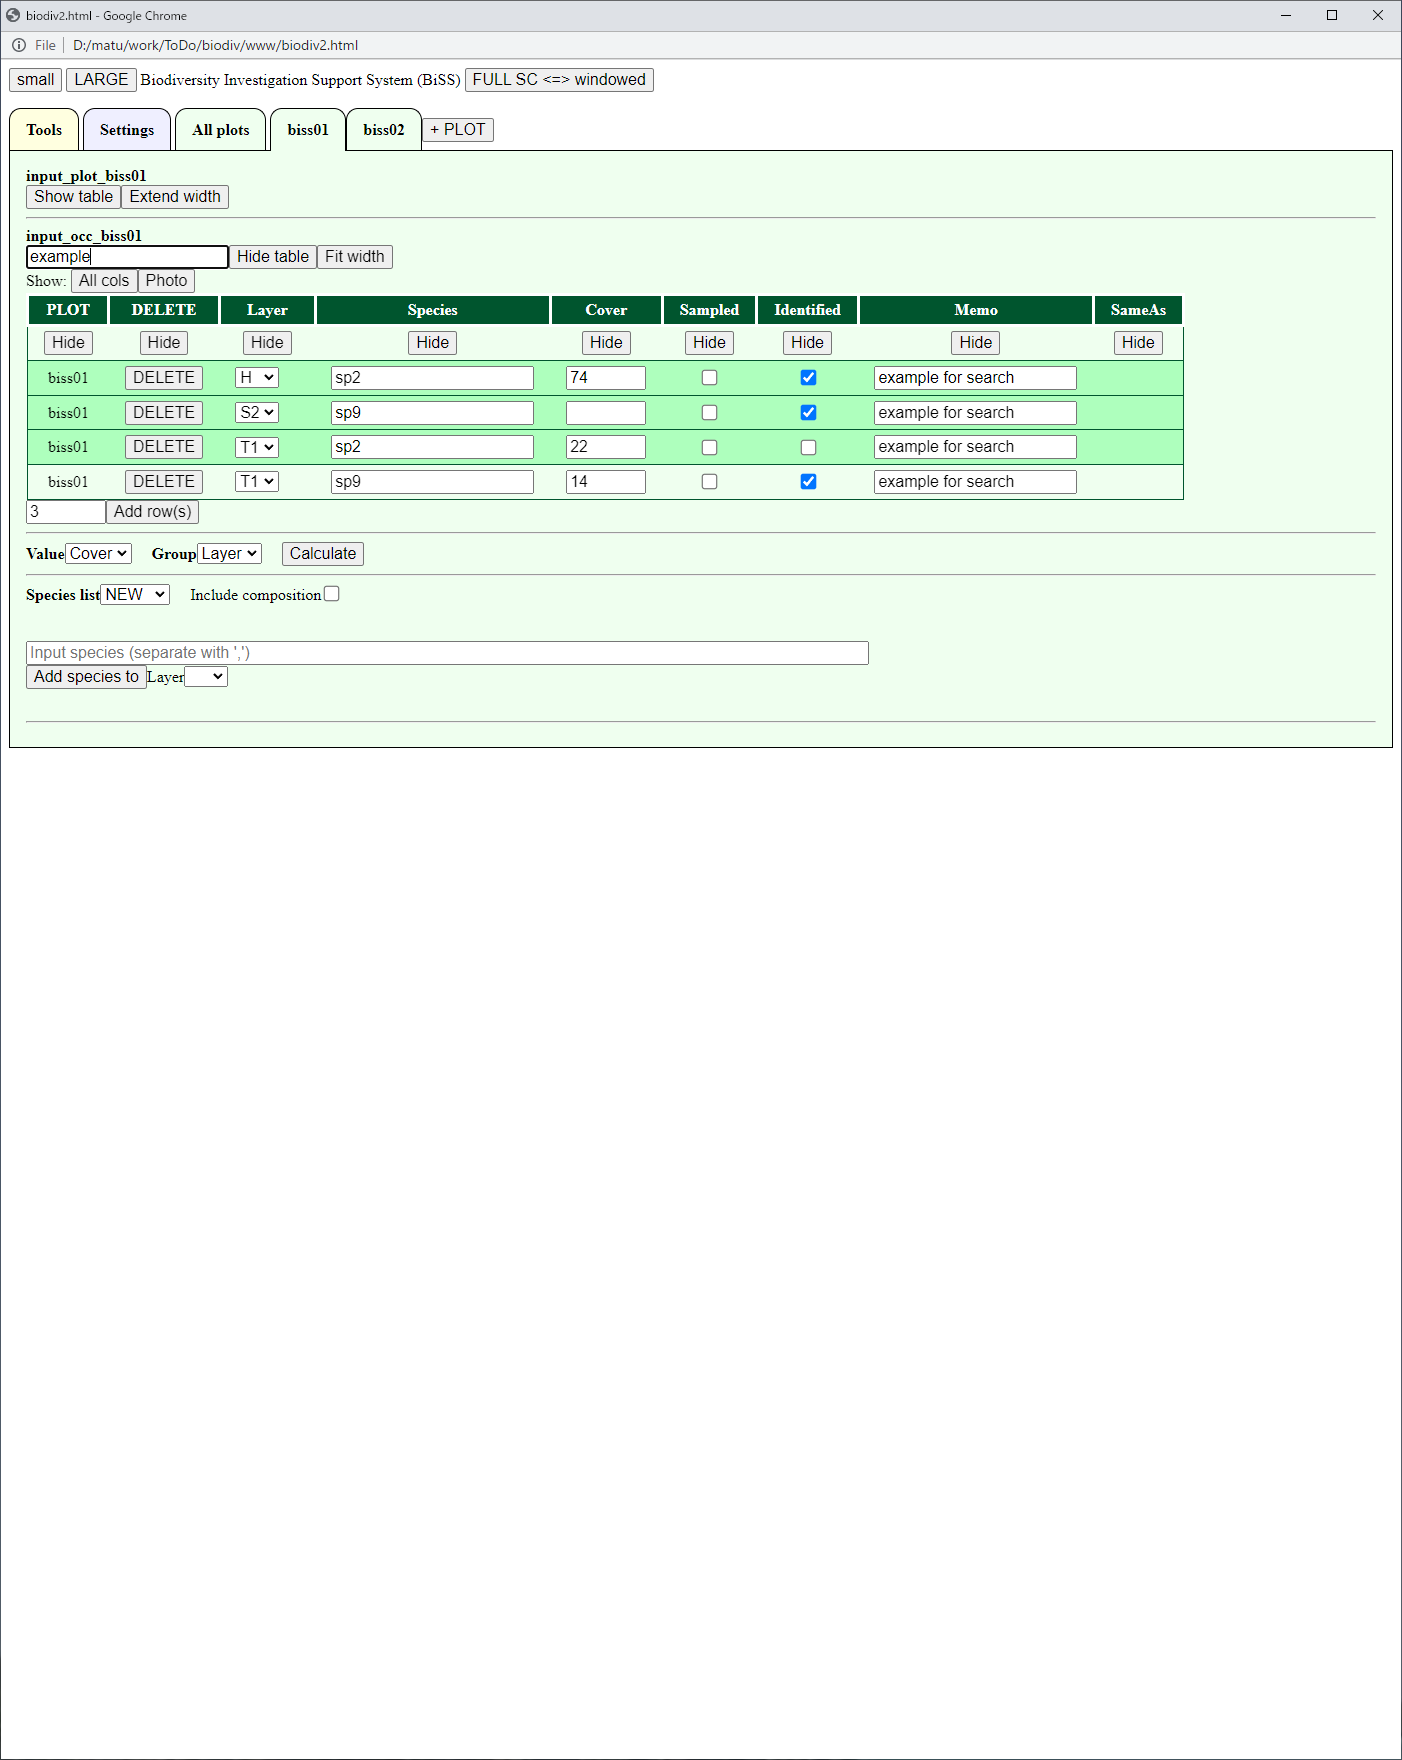 biodiv2.html - Google Chrome
File | D:/matu/work/ToDo/biodiv/www/biodiv2.html
small LARGE Biodiversity Investigation Support System (BiSS) FULL SC <=> windowed
Tools Settings All plots biss01 biss02 + PLOT
input_plot_biss01
Show table Extend width
input_occ_biss01
example Hide table Fit width
Show: All cols Photo
PLOT DELETE Layer Species Cover Sampled Identified Memo SameAs
Hide Hide Hide Hide Hide Hide Hide Hide Hide
biss01 DELETE H sp2 74 example for search
biss01 DELETE S2 sp9 example for search
biss01 DELETE T1 sp2 22 example for search
biss01 DELETE T1 sp9 14 example for search
3 Add row(s)
Value Cover Group Layer Calculate
Species list NEW Include composition
Input species (separate with ',')
Add species to Layer